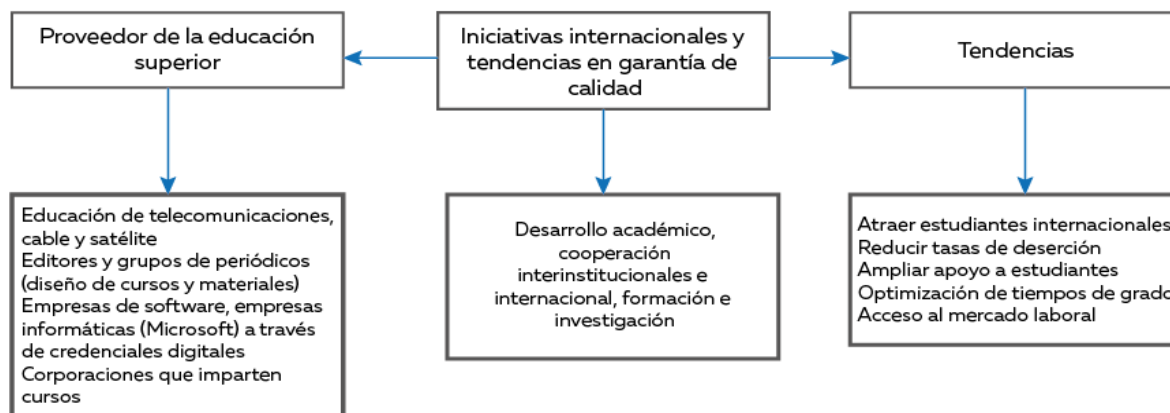 Proveedor de la educación
superior
Iniciativas internacionales y
tendencias en garantía de
calidad
Tendencias
Educación de telecomunicaciones,
cable y satélite
Editores y grupos de periódicos
(diseño de cursos y materiales)
Empresas de software, empresas
informáticas (Microsoft) a través
de credenciales digitales
Corporaciones que imparten
cursos
Desarrollo académico,
cooperación
interinstitucionales e
internacional, formación e
investigación
Atraer estudiantes internacionales
Reducir tasas de deserción
Ampliar apoyo a estudiantes
Optimización de tiempos de grado
Acceso al mercado laboral